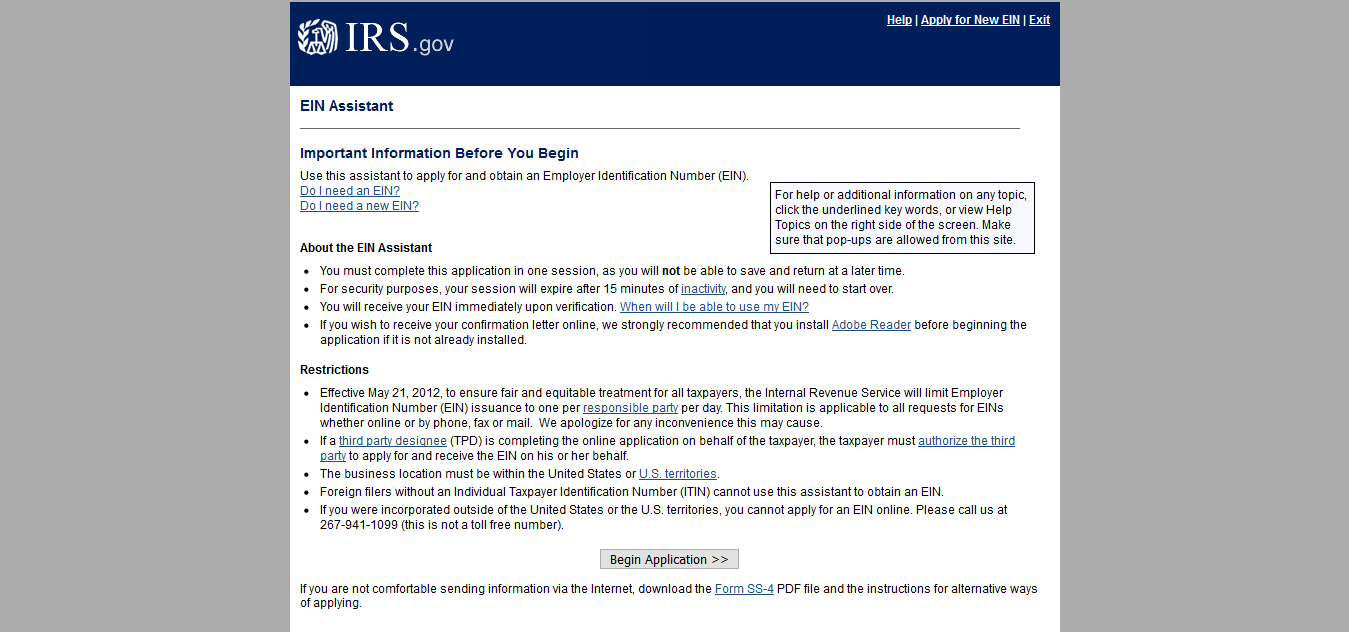 IRS.gov
Help | Apply for New EIN | Exit
EIN Assistant
Important Information Before You Begin
Use this assistant to apply for and obtain an Employer Identification Number (EIN).
Do I need an EIN?
Do I need a new EIN?
For help or additional information on any topic,
click the underlined key words, or view Help
Topics on the right side of the screen. Make
sure that pop-ups are allowed from this site.
About the EIN Assistant
• You must complete this application in one session, as you will not be able to save and return at a later time.
• For security purposes, your session will expire after 15 minutes of inactivity, and you will need to start over.
• You will receive your EIN immediately upon verification. When will I be able to use my EIN?
• If you wish to receive your confirmation letter online, we strongly recommended that you install Adobe Reader before beginning the
application if it is not already installed.
Restrictions
• Effective May 21, 2012, to ensure fair and equitable treatment for all taxpayers, the Internal Revenue Service will limit Employer
Identification Number (EIN) issuance to one per responsible party per day. This limitation is applicable to all requests for EINs
whether online or by phone, fax or mail. We apologize for any inconvenience this may cause.
• If a third party designee (TPD) is completing the online application on behalf of the taxpayer, the taxpayer must authorize the third
party to apply for and receive the EIN on his or her behalf.
• The business location must be within the United States or U.S. territories.
• Foreign filers without an Individual Taxpayer Identification Number (ITIN) cannot use this assistant to obtain an EIN.
• If you were incorporated outside of the United States or the U.S. territories, you cannot apply for an EIN online. Please call us at
267-941-1099 (this is not a toll free number).
Begin Application >>
If you are not comfortable sending information via the Internet, download the Form SS-4 PDF file and the instructions for alternative ways
of applying.